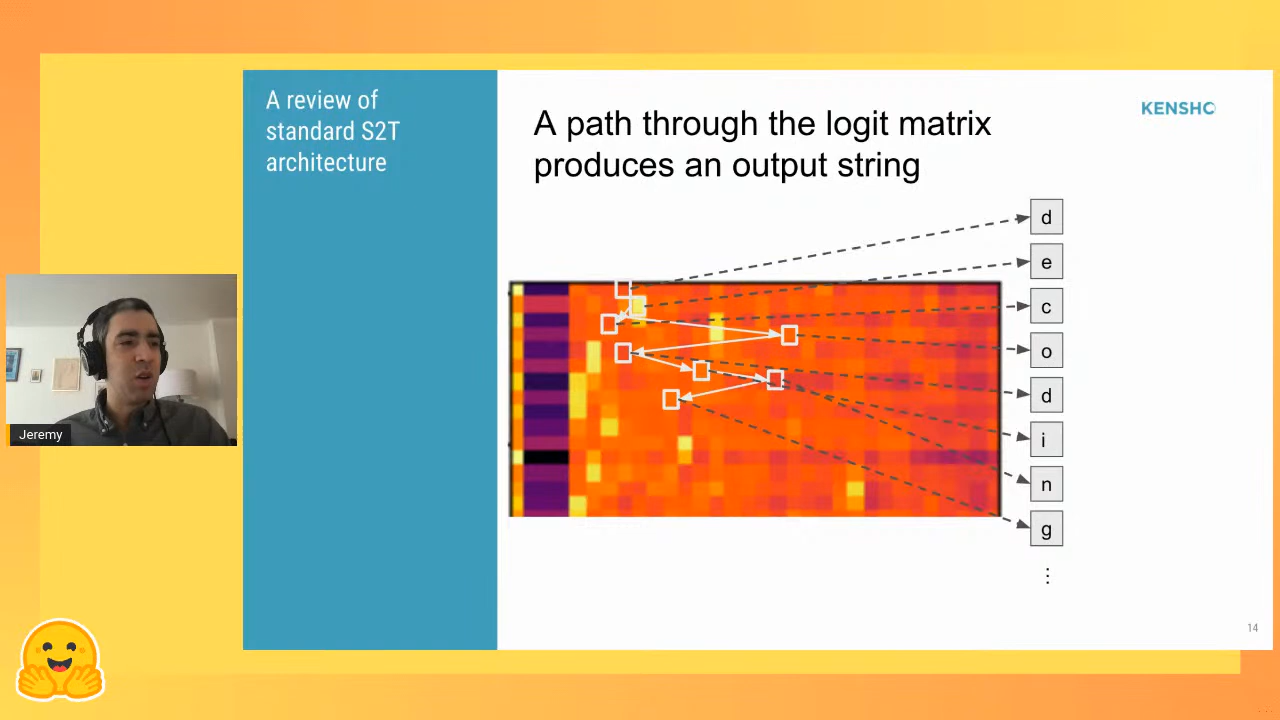 A review of
standard S2T
architecture
A path through the logit matrix
produces an output string
KENSHO
d
e
c
o
d
i
n
g
⋮
Jeremy
14